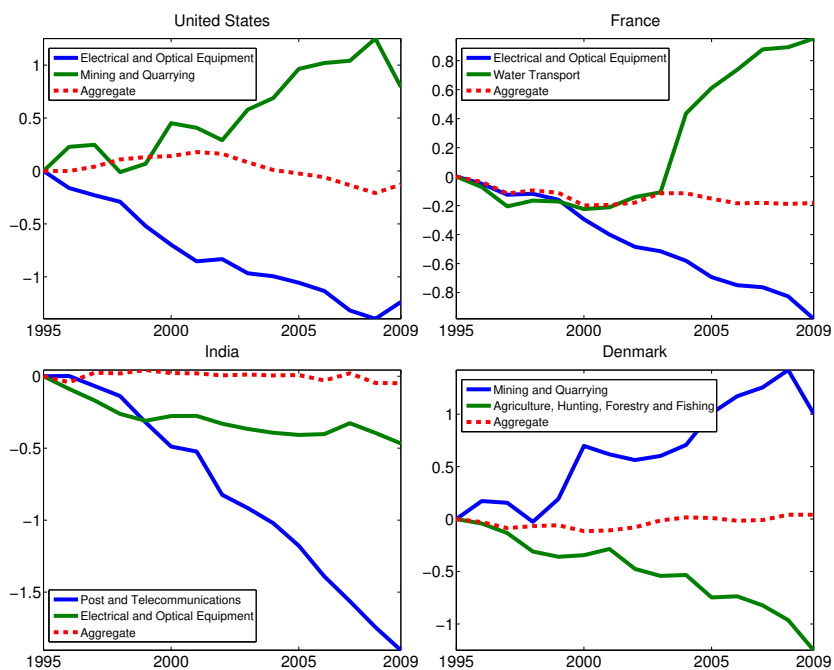 United States
1
0.5
0
−0.5
−1
Electrical and Optical Equipment
Mining and Quarrying
Aggregate
1995
2000
2005
2009
France
0.8
0.6
0.4
0.2
0
−0.2
−0.4
−0.6
−0.8
Electrical and Optical Equipment
Water Transport
Aggregate
1995
2000
2005
2009
India
0
−0.5
−1
−1.5
Post and Telecommunications
Electrical and Optical Equipment
Aggregate
1995
2000
2005
2009
Denmark
1
0.5
0
−0.5
−1
Mining and Quarrying
Agriculture, Hunting, Forestry and Fishing
Aggregate
1995
2000
2005
2009